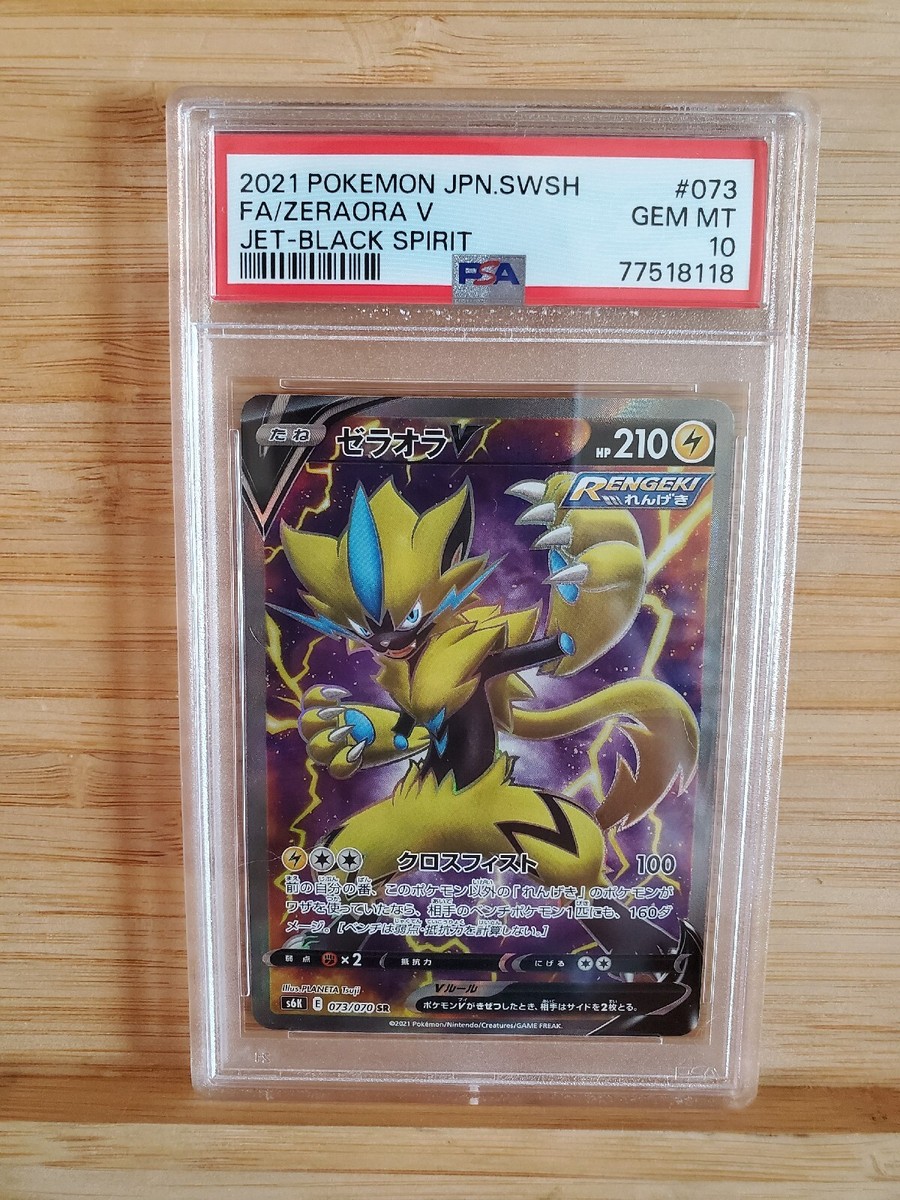 2021 POKEMON JPN.SWSH #073
FA/ZERAORA V GEM MT
JET-BLACK SPIRIT 10
PSA 77518118
たね ゼラオラV HP 210
RENGEKI
れんげき
クロスフィスト 100
前の自分の番、このポケモン以外の「れんげき」のポケモンが
ワザを使っていたなら、相手のベンチポケモン1匹にも、160ダ
メージ。[ベンチは弱点・抵抗力を計算しない。]
弱点 ×2 抵抗力 にげる
Illus. PLANETA Tsuji Vルール
s6K E 073/070 SR ポケモンVがきぜつしたとき、相手はサイドを2枚とる。
©2021 Pokémon/Nintendo/Creatures/GAME FREAK.